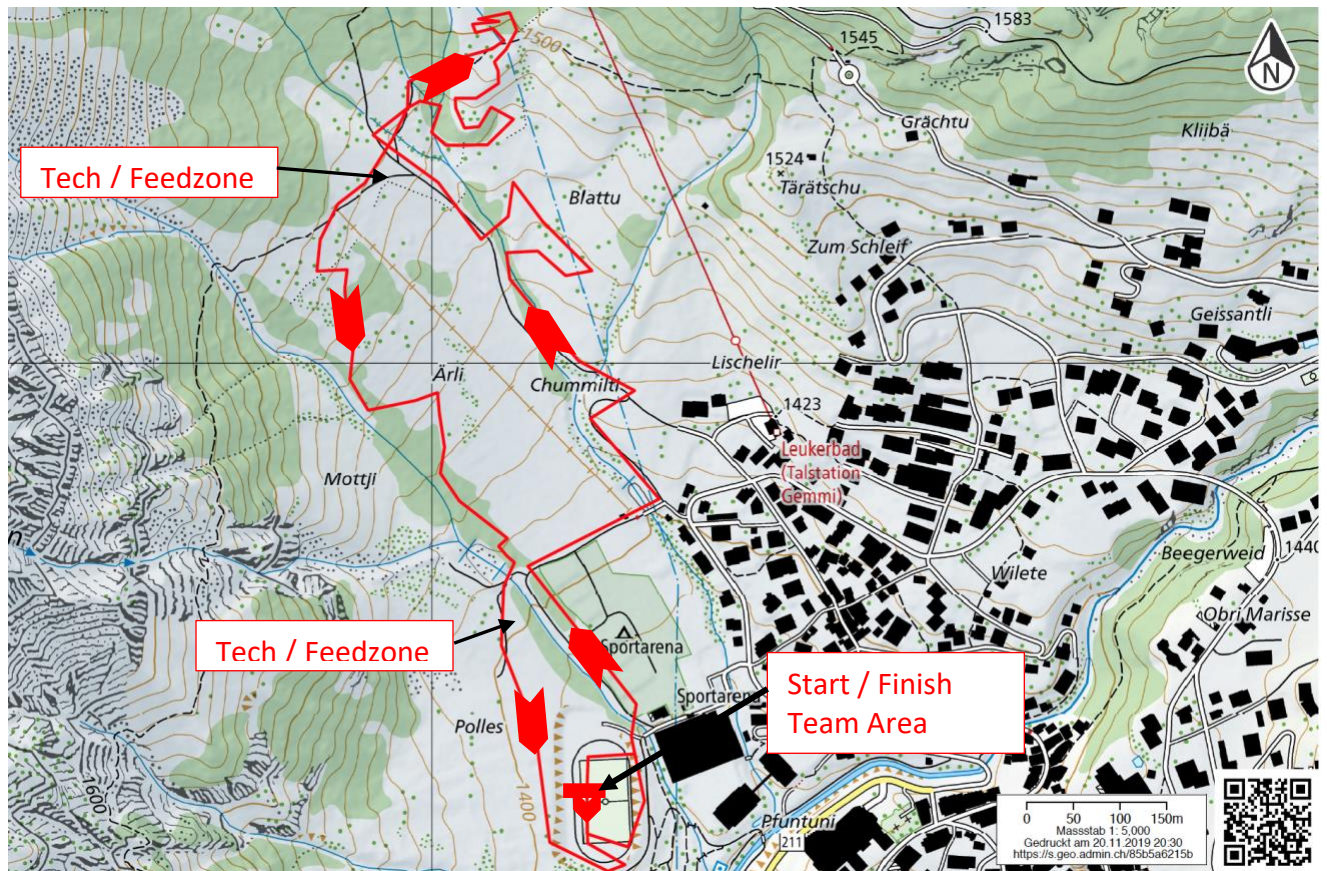 1583
1545
1500
N
Grächtu
Kliibä
Tech / Feedzone
1524
Tärätschu
Blattu
Zum Schleif
Geissantli
Ärli
Chummilti
Lischelir
1423
Leukerbad
(Talstation
Gemmi)
Mottji
n
Beegerweid
1440
Wilete
Obri Marisse
Tech / Feedzone
Sportarena
Start / Finish
Team Area
Sportarena
Polles
1400
1600
Pfuntuni
211
0 50 100 150m
Massstab 1: 5,000
Gedruckt am 20.11.2019 20:30
https://s.geo.admin.ch/85b5a6215b